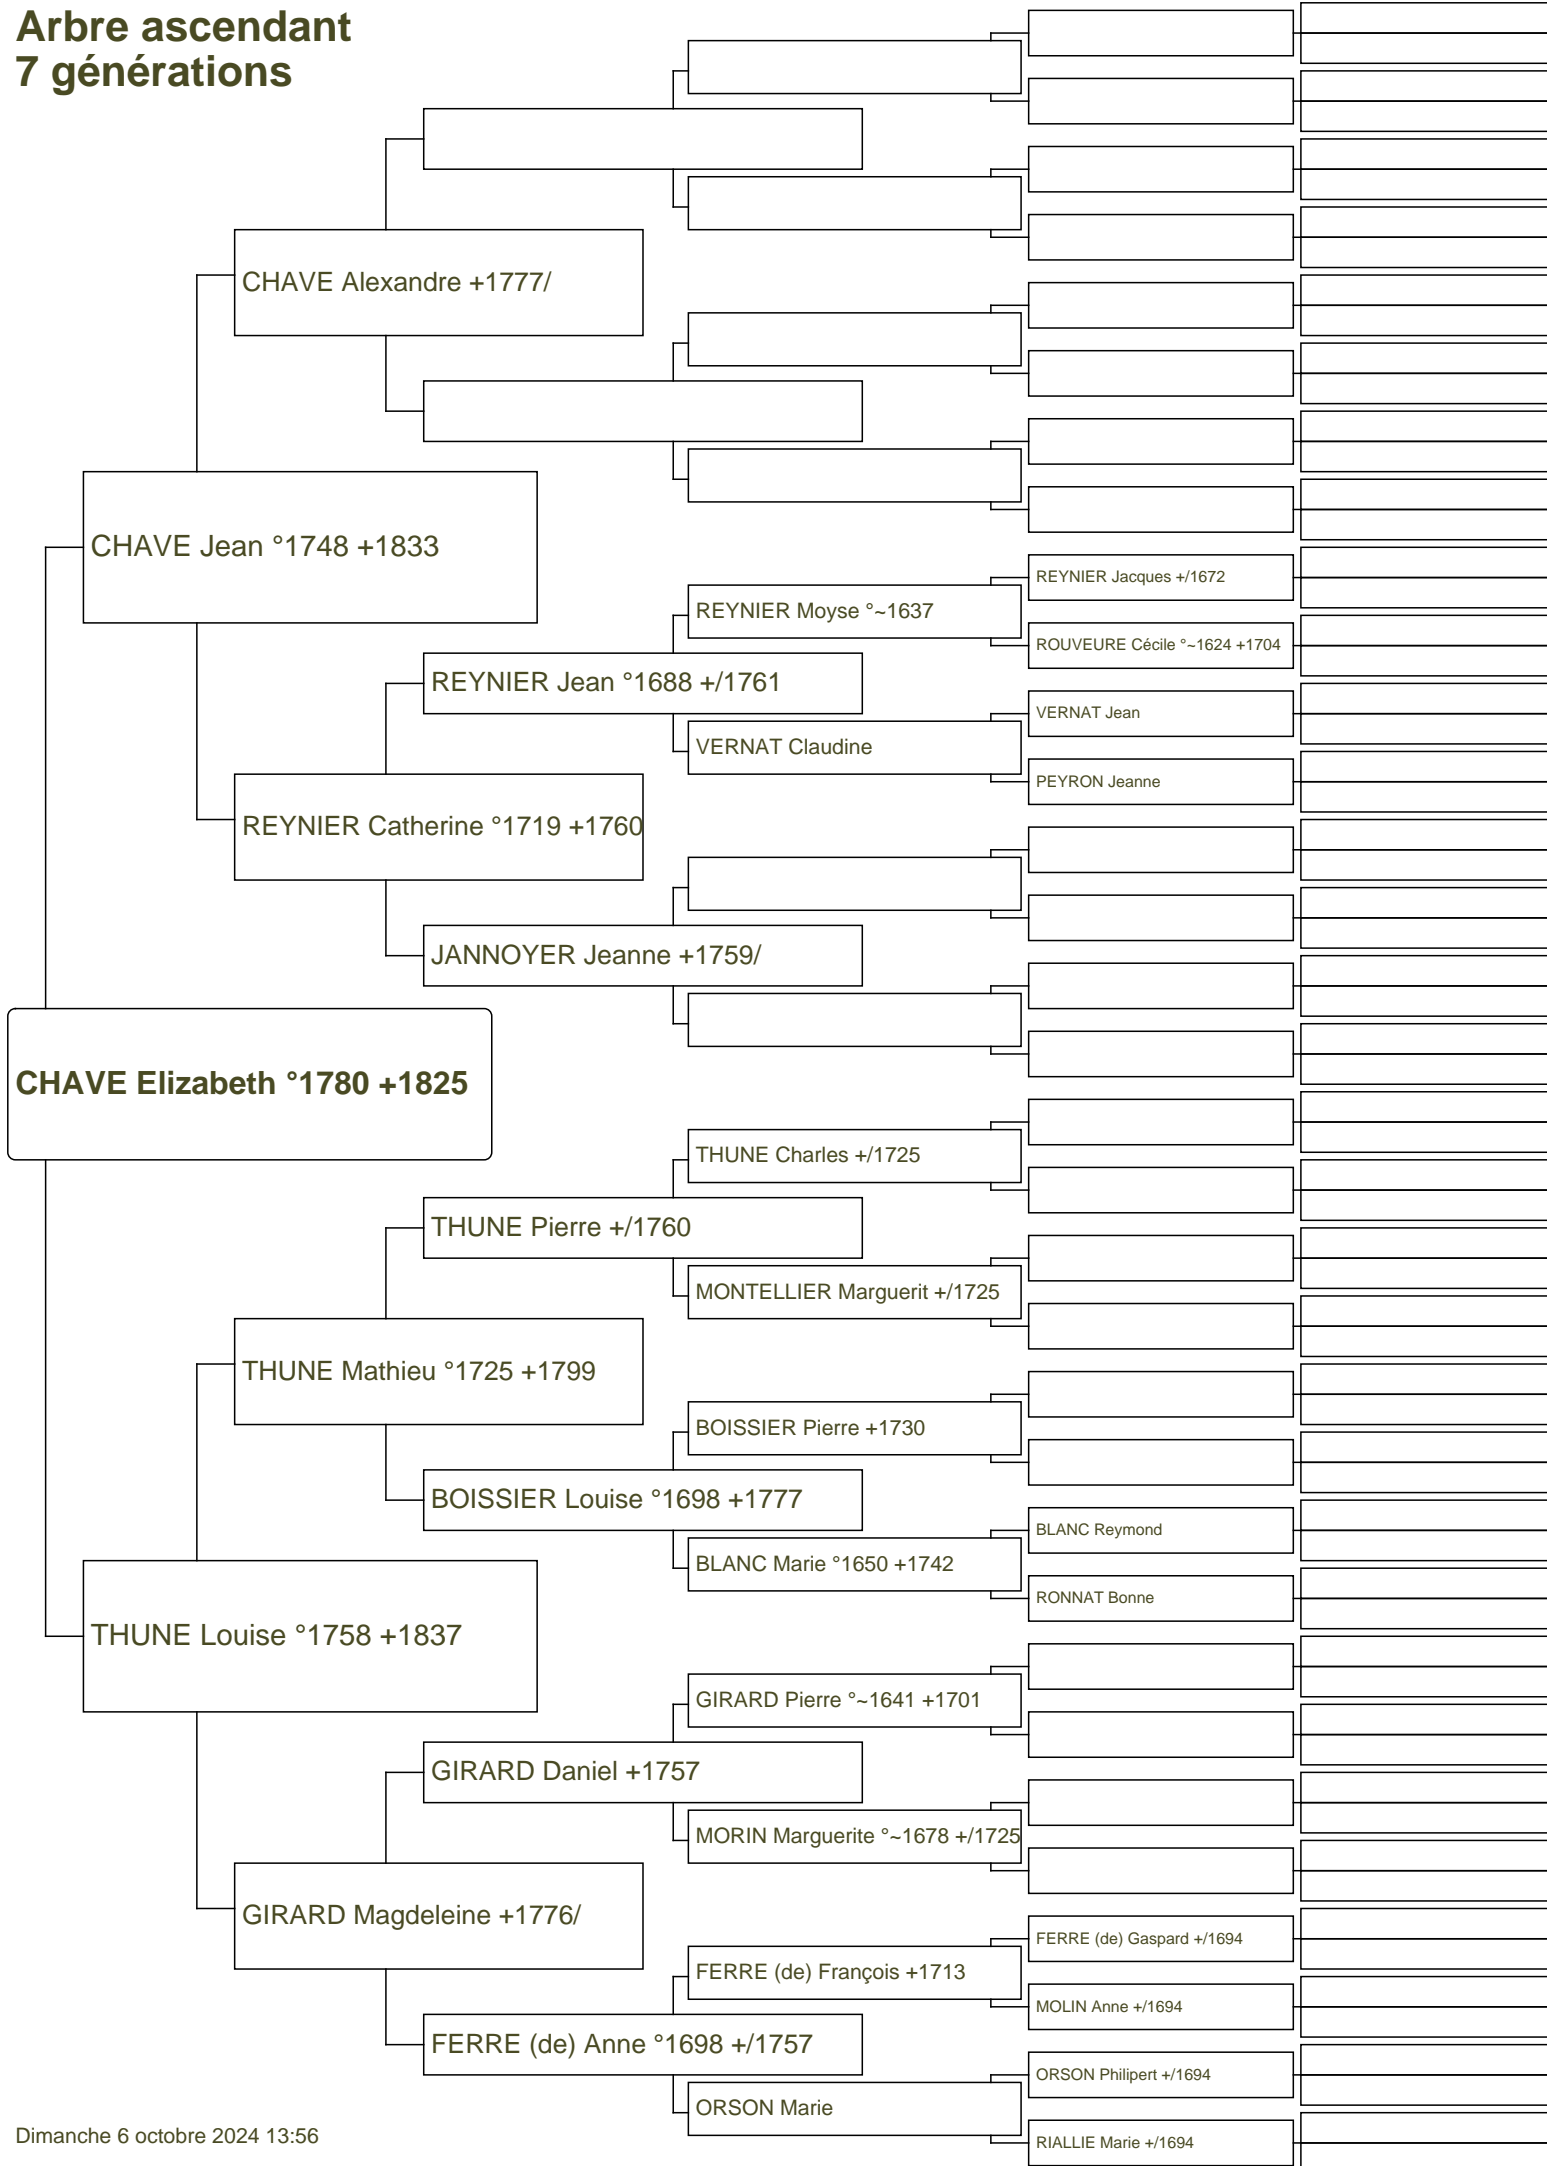 Arbre ascendant
7 générations
CHAVE Alexandre +1777/
CHAVE Jean °1748 +1833
REYNIER Jacques +/1672
REYNIER Moyse °~1637
ROUVEURE Cécile °~1624 +1704
REYNIER Jean °1688 +/1761
VERNAT Jean
VERNAT Claudine
PEYRON Jeanne
REYNIER Catherine °1719 +1760
JANNOYER Jeanne +1759/
CHAVE Elizabeth °1780 +1825
THUNE Charles +/1725
THUNE Pierre +/1760
MONTELLIER Marguerit +/1725
THUNE Mathieu °1725 +1799
BOISSIER Pierre +1730
BOISSIER Louise °1698 +1777
BLANC Reymond
BLANC Marie °1650 +1742
RONNAT Bonne
THUNE Louise °1758 +1837
GIRARD Pierre °~1641 +1701
GIRARD Daniel +1757
MORIN Marguerite °~1678 +/1725
GIRARD Magdeleine +1776/
FERRE (de) Gaspard +/1694
FERRE (de) François +1713
MOLIN Anne +/1694
FERRE (de) Anne °1698 +/1757
ORSON Philipert +/1694
ORSON Marie
RIALLIE Marie +/1694
Dimanche 6 octobre 2024 13:56